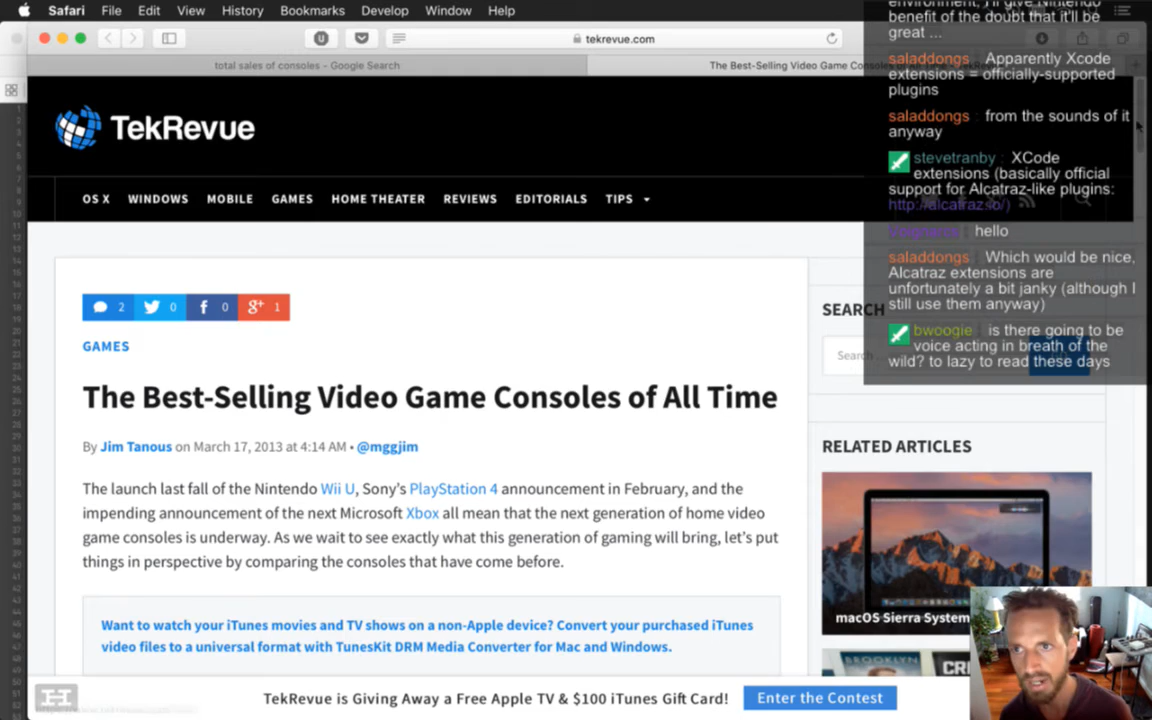 Safari File Edit View History Bookmarks Develop Window Help
tekrevue.com
total sales of consoles - Google Search
The Best-Selling Video Game Consoles
TekRevue
OS X WINDOWS MOBILE GAMES HOME THEATER REVIEWS EDITORIALS TIPS
2 0 0 1
GAMES
The Best-Selling Video Game Consoles of All Time
By Jim Tanous on March 17, 2013 at 4:14 AM • @mggjim
The launch last fall of the Nintendo Wii U, Sony's PlayStation 4 announcement in February, and the
impending announcement of the next Microsoft Xbox all mean that the next generation of home video
game consoles is underway. As we wait to see exactly what this generation of gaming will bring, let's put
things in perspective by comparing the consoles that have come before.
Want to watch your iTunes movies and TV shows on a non-Apple device? Convert your purchased iTunes
video files to a universal format with TunesKit DRM Media Converter for Mac and Windows.
SEARCH
Search
RELATED ARTICLES
macOS Sierra System
BROOKLYN
TekRevue is Giving Away a Free Apple TV & $100 iTunes Gift Card! Enter the Contest
environment, I'll give Nintendo
benefit of the doubt that it'll be
great ...
saladdongs : Apparently Xcode
extensions = officially-supported
plugins
saladdongs : from the sounds of it
anyway
stevetranby : XCode
extensions (basically official
support for Alcatraz-like plugins:
http://alcatraz.io/)
hello
saladdongs : Which would be nice,
Alcatraz extensions are
unfortunately a bit janky (although I
still use them anyway)
bwoogie : is there going to be
voice acting in breath of the
wild? to lazy to read these days